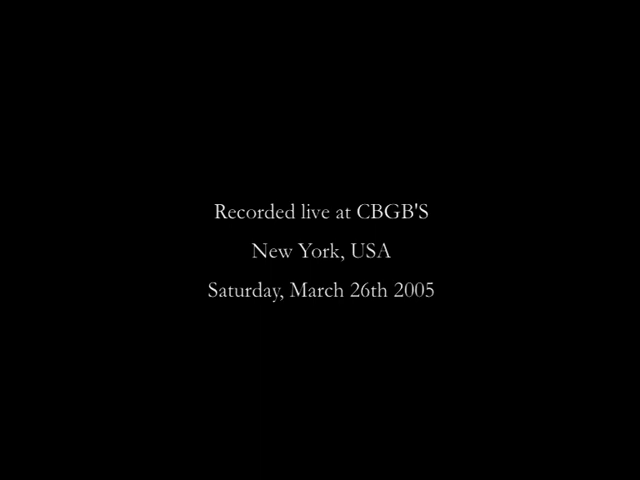 Recorded live at CBGB'S
New York, USA
Saturday, March 26th 2005